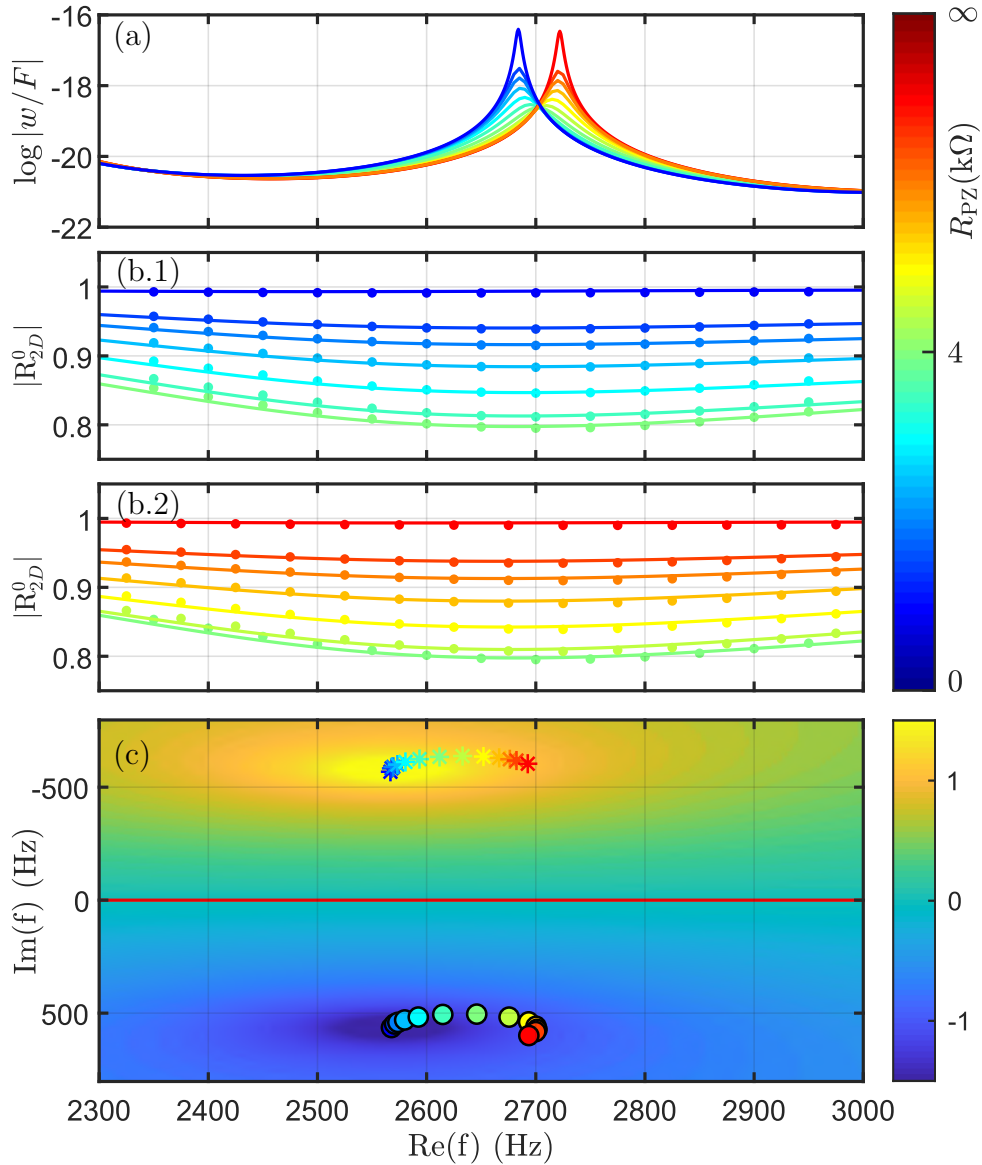 -16
-18
-20
-22
log |w/F|
(a)
∞
4
0
R_PZ(kΩ)
(b.1)
1
0.9
0.8
|R^0_2D|
(b.2)
1
0.9
0.8
|R^0_2D|
(c)
-500
0
500
Im(f) (Hz)
1
0
-1
2300 2400 2500 2600 2700 2800 2900 3000
Re(f) (Hz)